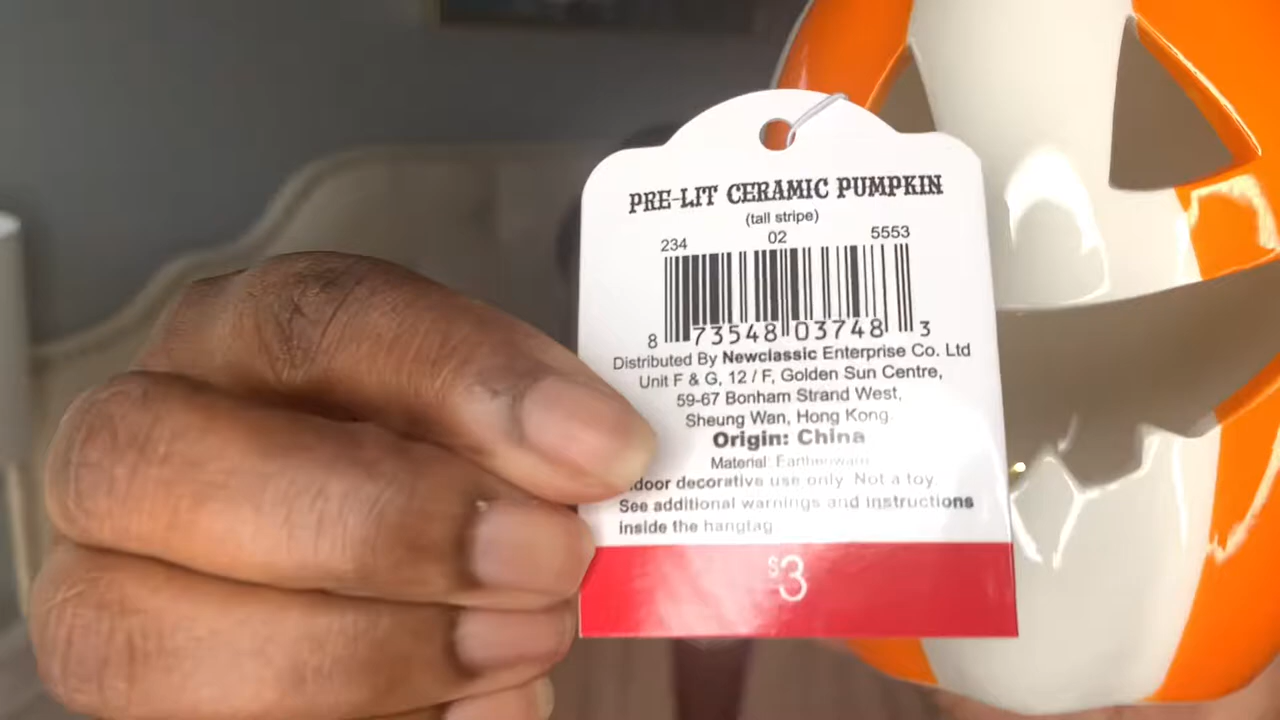 PRE-LIT CERAMIC PUMPKIN
(tall stripe)
234 02 5553
8 73548 03748 3
Distributed By Newclassic Enterprise Co. Ltd
Unit F & G, 12 / F, Golden Sun Centre,
59-67 Bonham Strand West,
Sheung Wan, Hong Kong.
Origin: China
Material: Earthenware
door decorative use only. Not a toy.
See additional warnings and instructions
inside the hangtag
$3